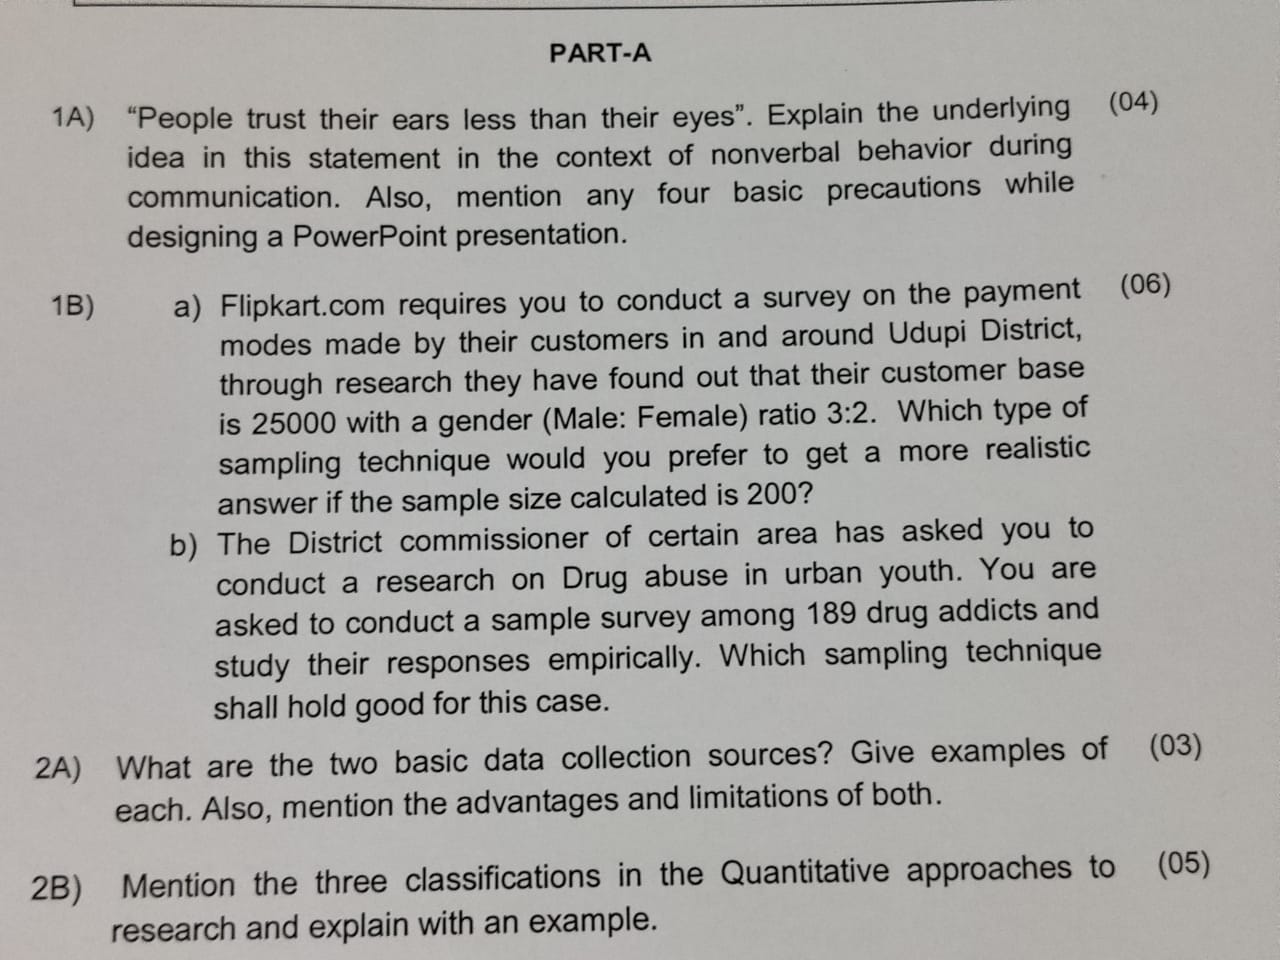 PART-A
1A) “People trust their ears less than their eyes”. Explain the underlying (04)
idea in this statement in the context of nonverbal behavior during
communication. Also, mention any four basic precautions while
designing a PowerPoint presentation.
1B) a) Flipkart.com requires you to conduct a survey on the payment (06)
modes made by their customers in and around Udupi District,
through research they have found out that their customer base
is 25000 with a gender (Male: Female) ratio 3:2. Which type of
sampling technique would you prefer to get a more realistic
answer if the sample size calculated is 200?
b) The District commissioner of certain area has asked you to
conduct a research on Drug abuse in urban youth. You are
asked to conduct a sample survey among 189 drug addicts and
study their responses empirically. Which sampling technique
shall hold good for this case.
2A) What are the two basic data collection sources? Give examples of (03)
each. Also, mention the advantages and limitations of both.
2B) Mention the three classifications in the Quantitative approaches to (05)
research and explain with an example.